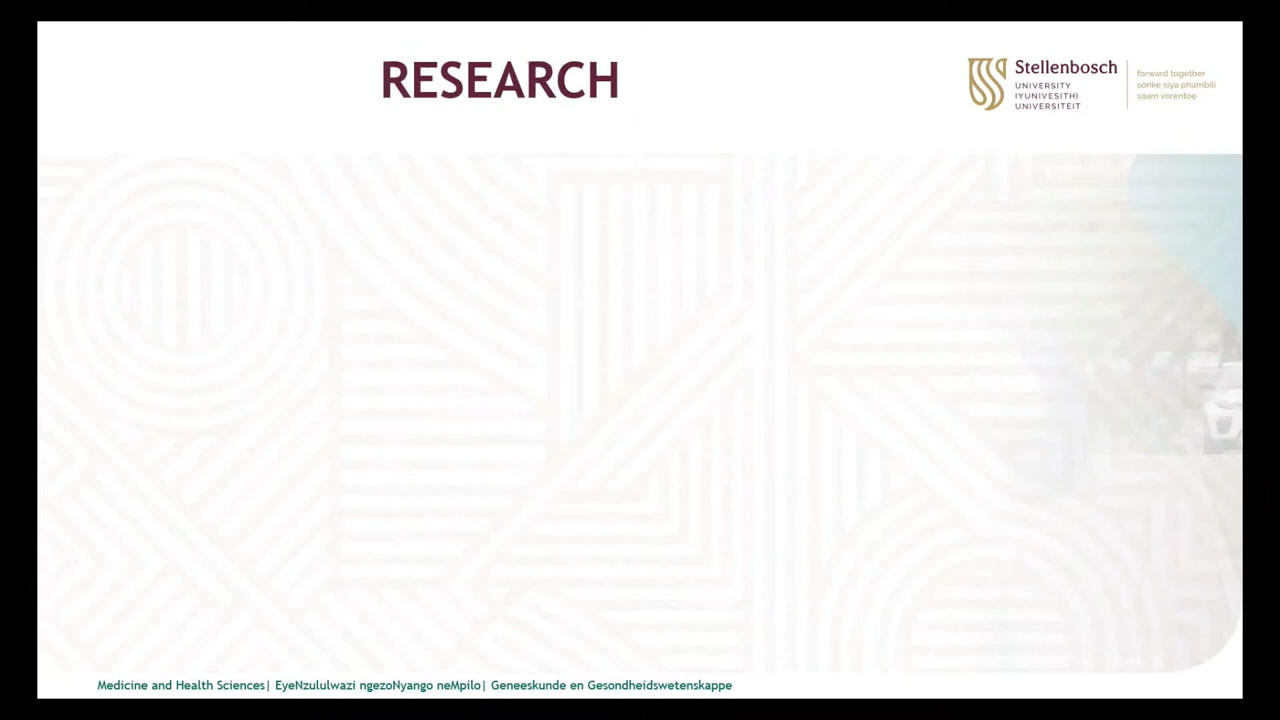 RESEARCH
Stellenbosch
UNIVERSITY
IYUNIVESITHI
UNIVERSITEIT
forward together
sonke siya phambili
saam vorentoe
Medicine and Health Sciences| EyeNzululwazi ngezoNyango neMpilo| Geneeskunde en Gesondheidswetenskappe